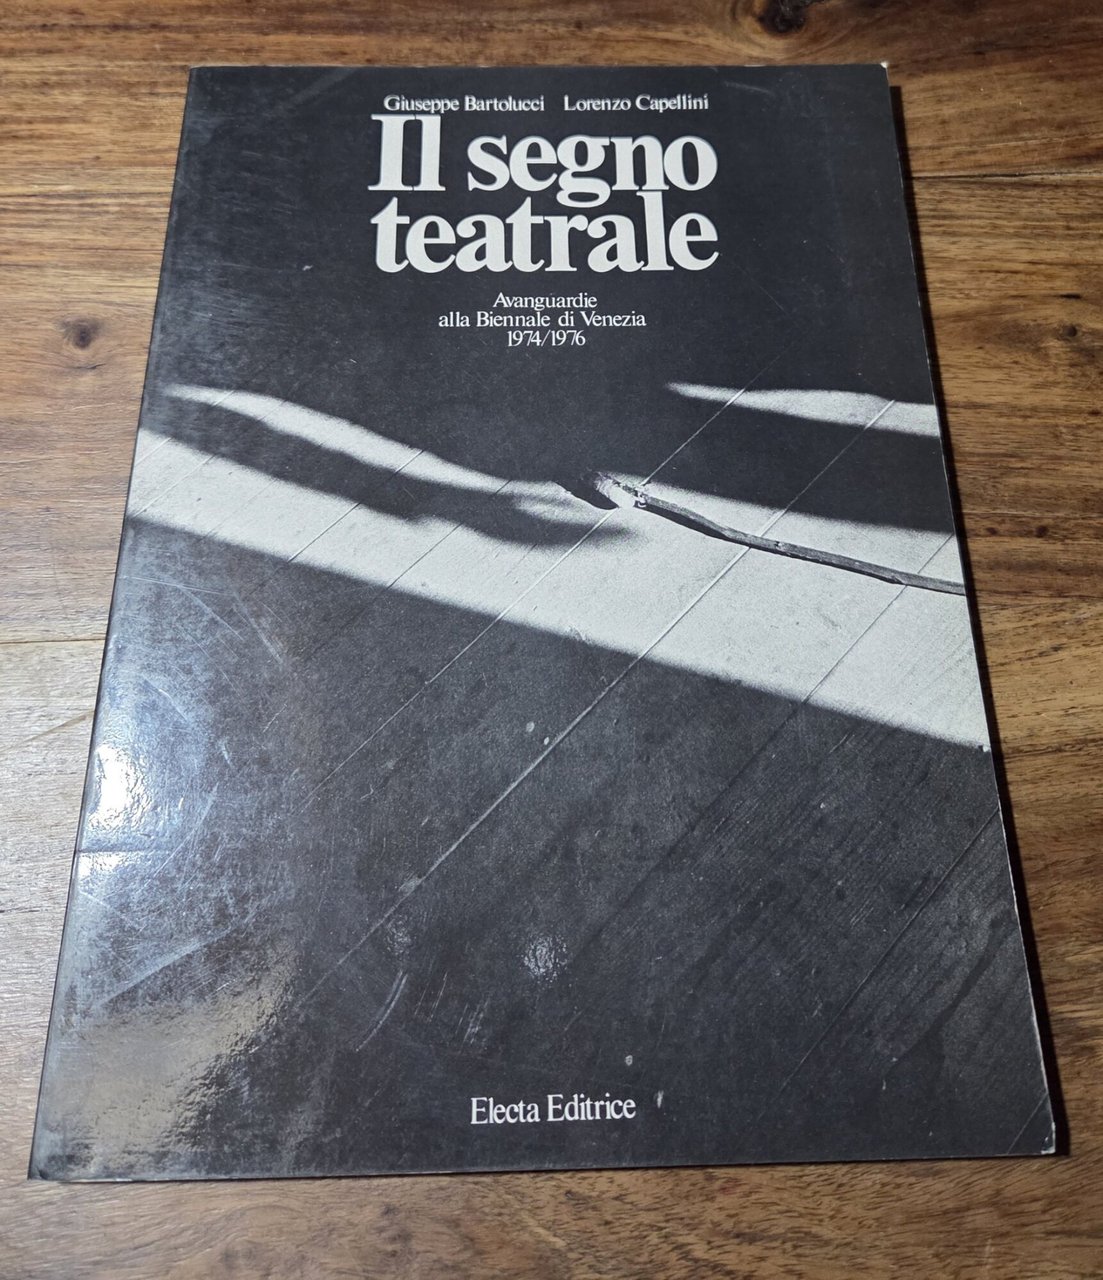 Giuseppe Bartolucci Lorenzo Capellini
Il segno
teatrale
Avanguardie
alla Biennale di Venezia
1974/1976
Electa Editrice